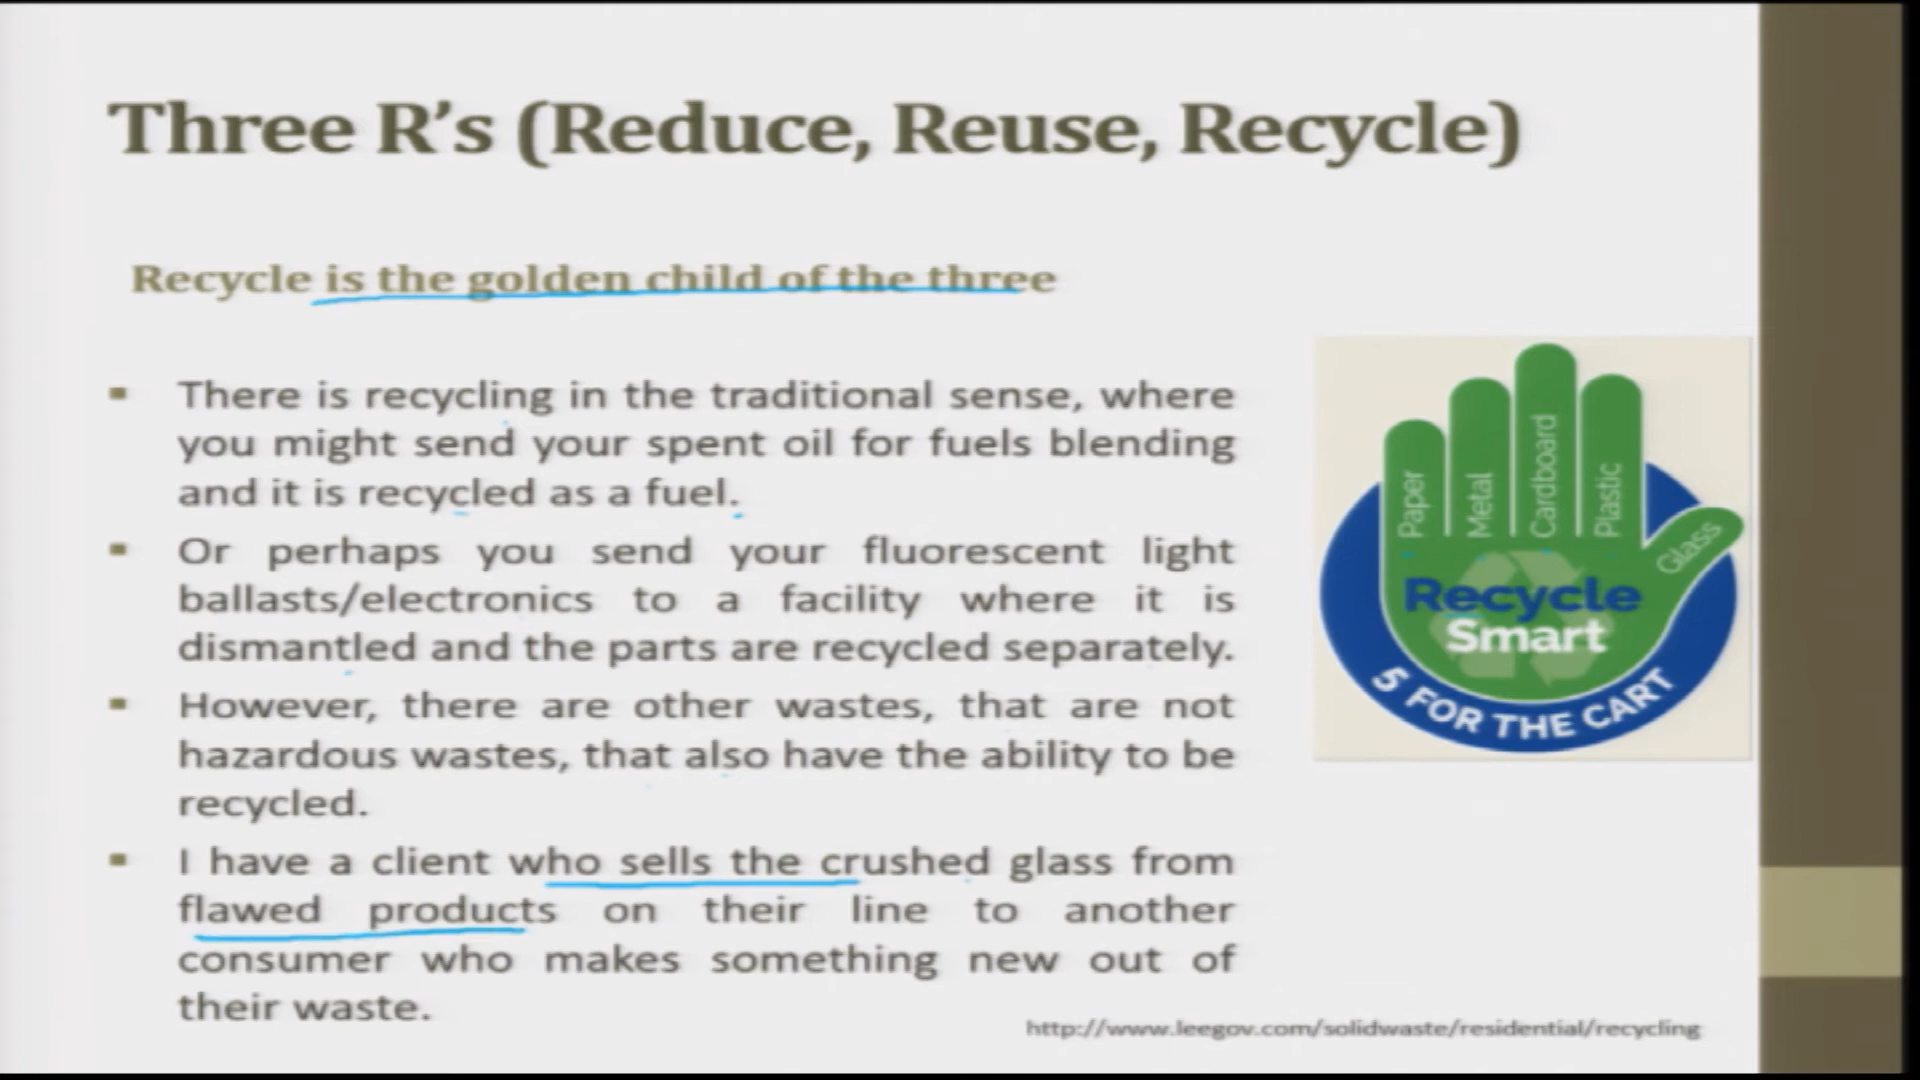 Three R's (Reduce, Reuse, Recycle)
Recycle is the golden child of the three
There is recycling in the traditional sense, where
you might send your spent oil for fuels blending
and it is recycled as a fuel.
Or perhaps you send your fluorescent light
ballasts/electronics to a facility where it is
dismantled and the parts are recycled separately.
However, there are other wastes, that are not
hazardous wastes, that also have the ability to be
recycled.
I have a client who sells the crushed glass from
flawed products on their line to another
consumer who makes something new out of
their waste.
Paper
Metal
Cardboard
Plastic
Glass
Recycle
Smart
5 FOR THE CART
http://www.leegov.com/solidwaste/residential/recycling